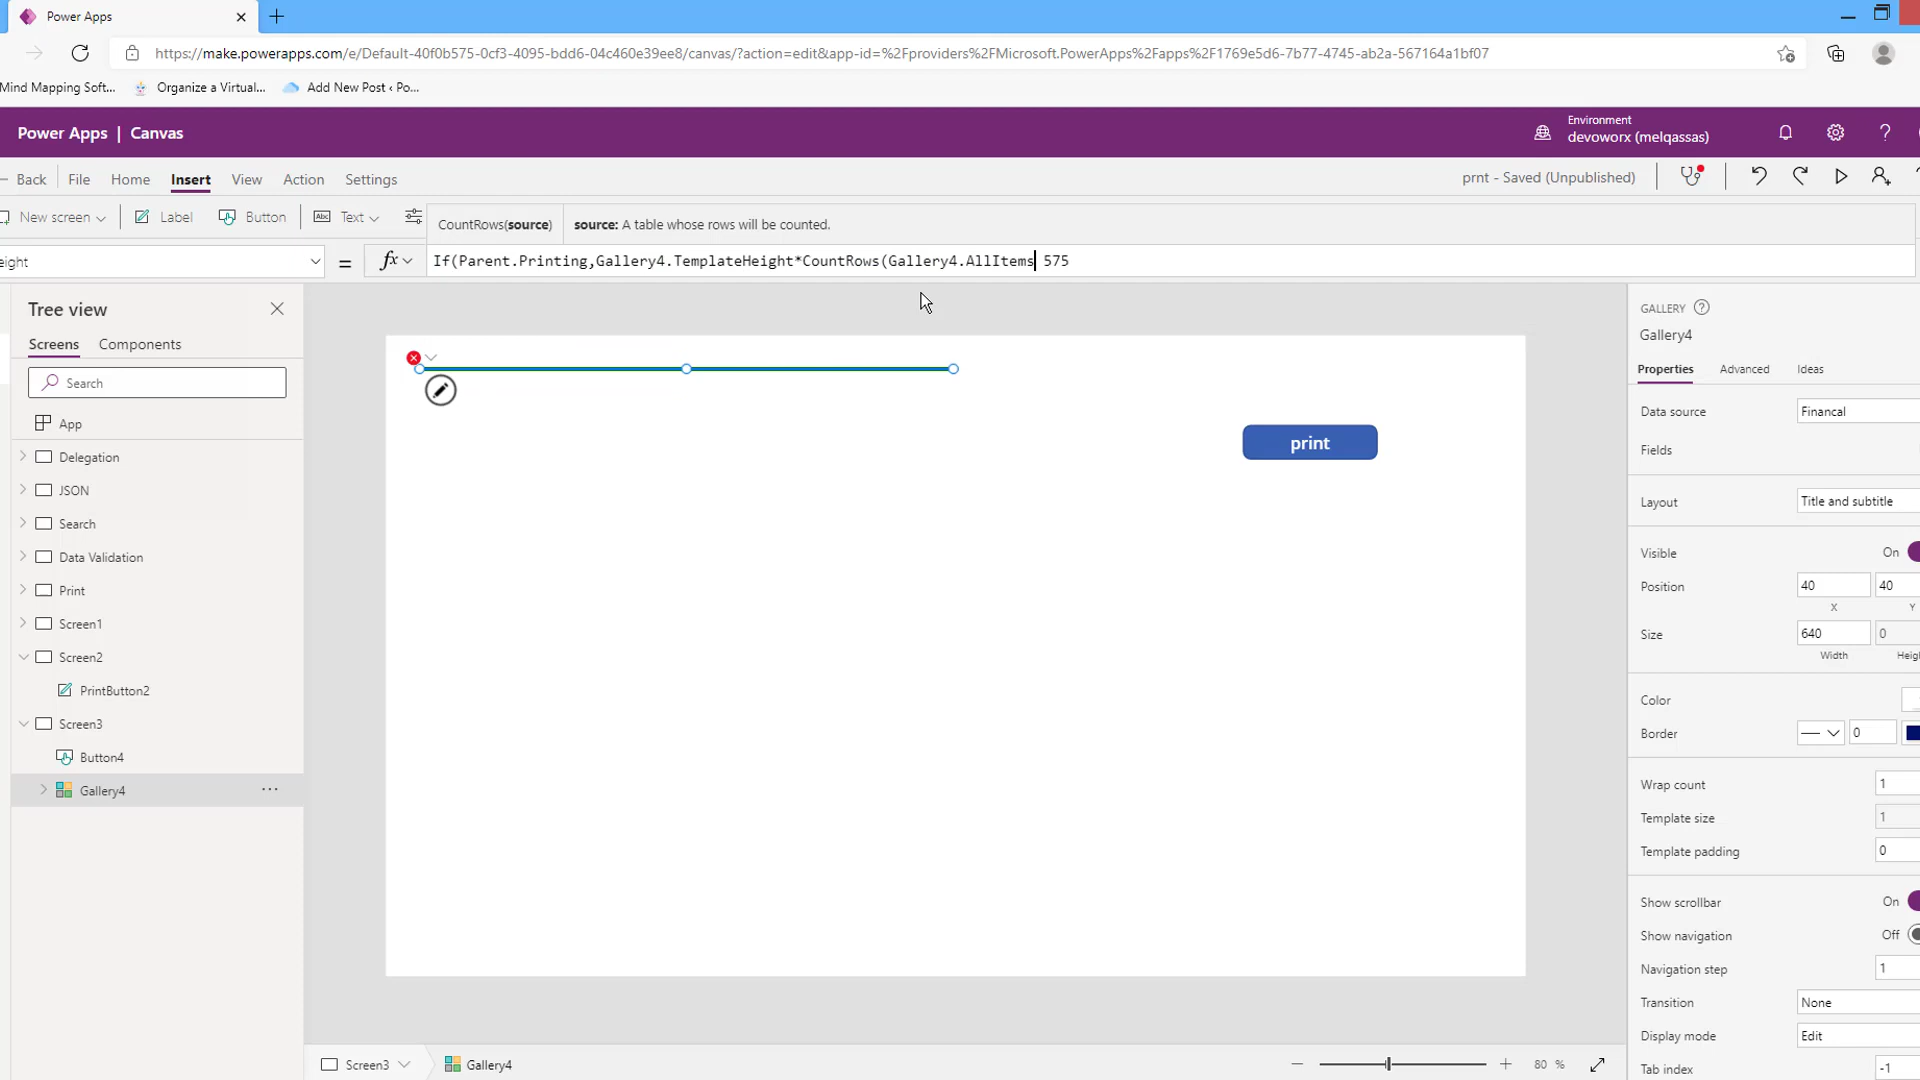 Power Apps
https://make.powerapps.com/e/Default-40f0b575-0cf3-4095-bdd6-04c460e39ee8/canvas/?action=edit&app-id=%2Fproviders%2FMicrosoft.PowerApps%2Fapps%2F1769e5d6-7b77-4745-ab2a-567164a1bf07
Mind Mapping Soft... Organize a Virtual... Add New Post ‹ Po...
Power Apps | Canvas
Environment
devoworx (melqassas)
Back File Home Insert View Action Settings
prnt - Saved (Unpublished)
New screen Label Button Abc Text
CountRows(source) source: A table whose rows will be counted.
eight = fx If(Parent.Printing,Gallery4.TemplateHeight*CountRows(Gallery4.AllItems 575
Tree view
Screens Components
Search
App
Delegation
JSON
Search
Data Validation
Print
Screen1
Screen2
PrintButton2
Screen3
Button4
Gallery4
print
GALLERY
Gallery4
Properties Advanced Ideas
Data source Financal
Fields
Layout Title and subtitle
Visible On
Position 40 40
X Y
Size 640 0
Width Heig
Color
Border 0
Wrap count 1
Template size 1
Template padding 0
Show scrollbar On
Show navigation Off
Navigation step 1
Transition None
Display mode Edit
Tab index -1
Screen3 Gallery4
80 %